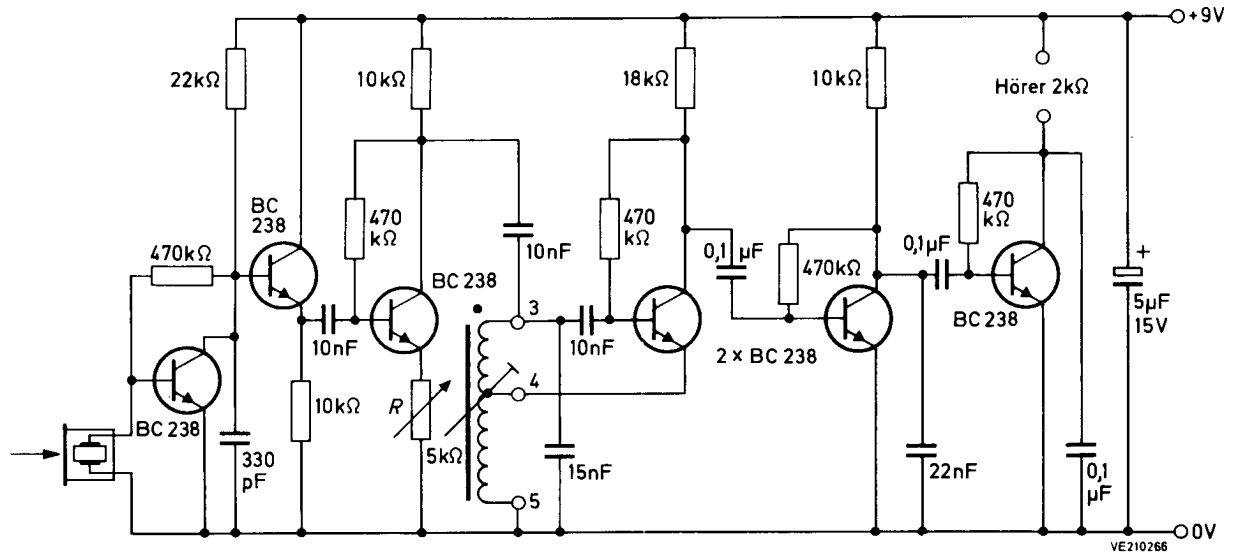 +9V
22kΩ
10kΩ
18kΩ
10kΩ
Hörer 2kΩ
BC
238
470
kΩ
10nF
470
kΩ
0,1 µF
470kΩ
0,1µF
470
kΩ
470kΩ
BC 238
BC 238
+
5µF
15V
10nF
3
10nF
2 × BC 238
4
BC 238
10kΩ
R
5kΩ
330
pF
15nF
22nF
0,1
µF
5
0V
VE210266